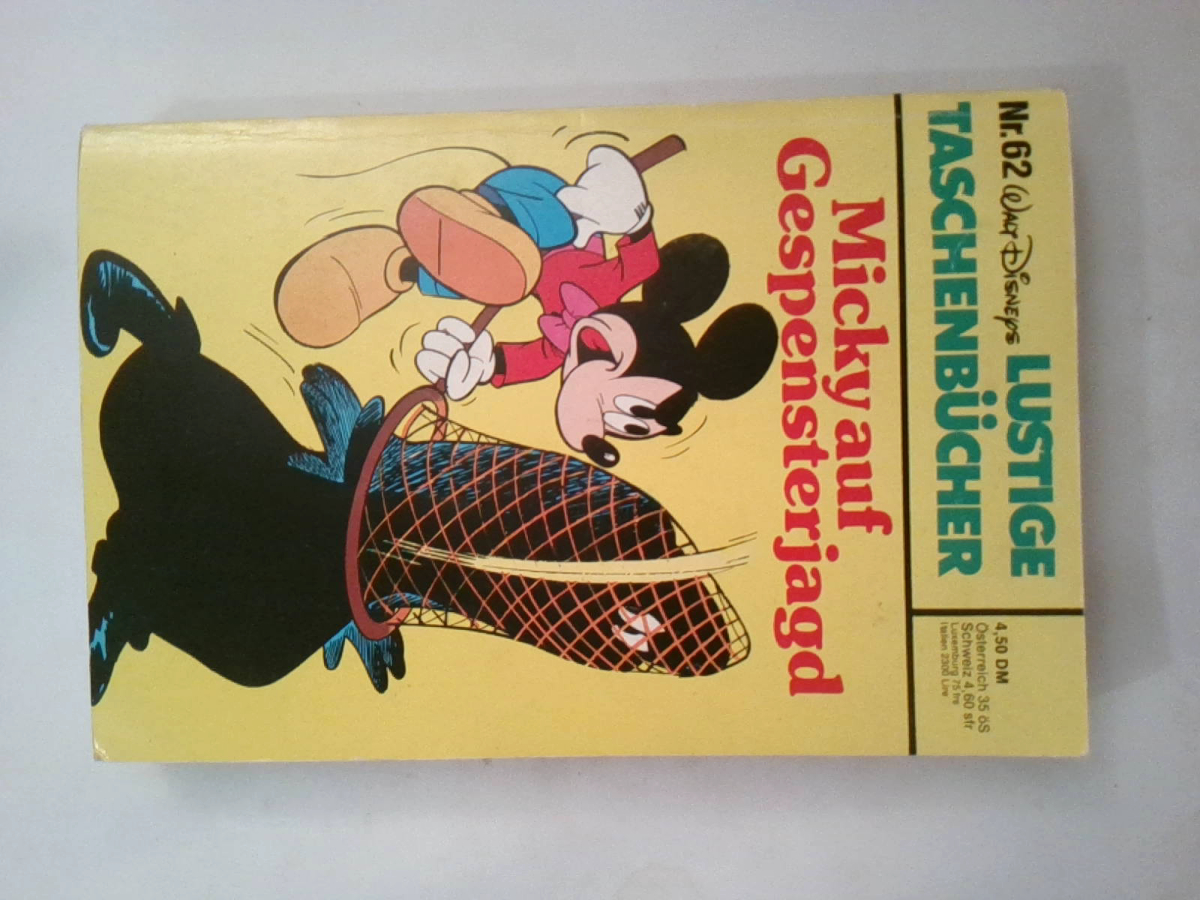 Nr.62 WALT DISNEYS LUSTIGE
TASCHENBÜCHER
4,50 DM
Österreich 35 öS
Schweiz 4,60 sfr
Luxemburg 75 frs
Italien 2300 Lire
Micky auf
Gespensterjagd